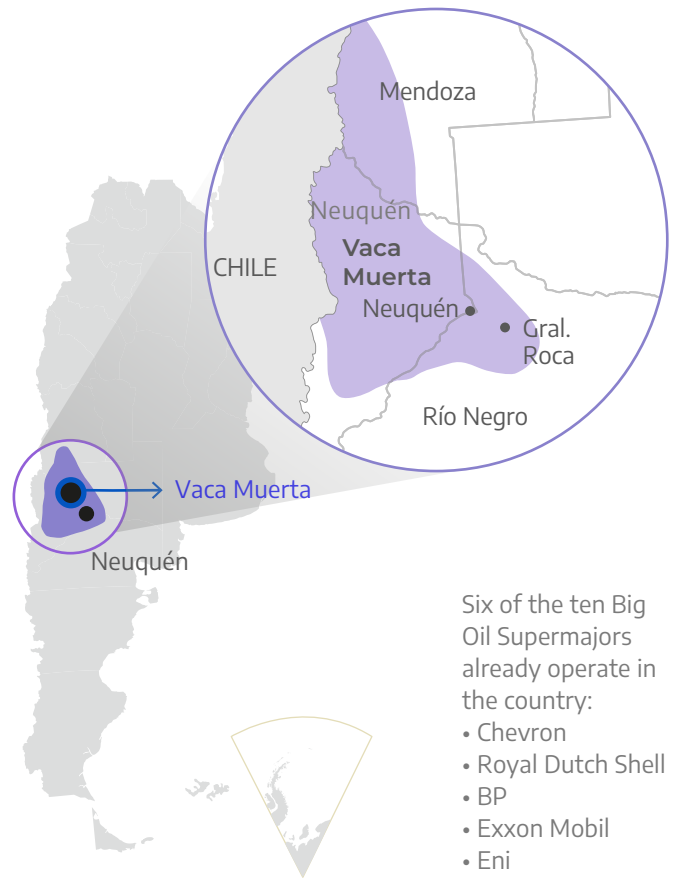 Mendoza
Neuquén
Vaca
Muerta
CHILE
Neuquén
Gral.
Roca
Río Negro
Vaca Muerta
Neuquén
Six of the ten Big
Oil Supermajors
already operate in
the country:
• Chevron
• Royal Dutch Shell
• BP
• Exxon Mobil
• Eni